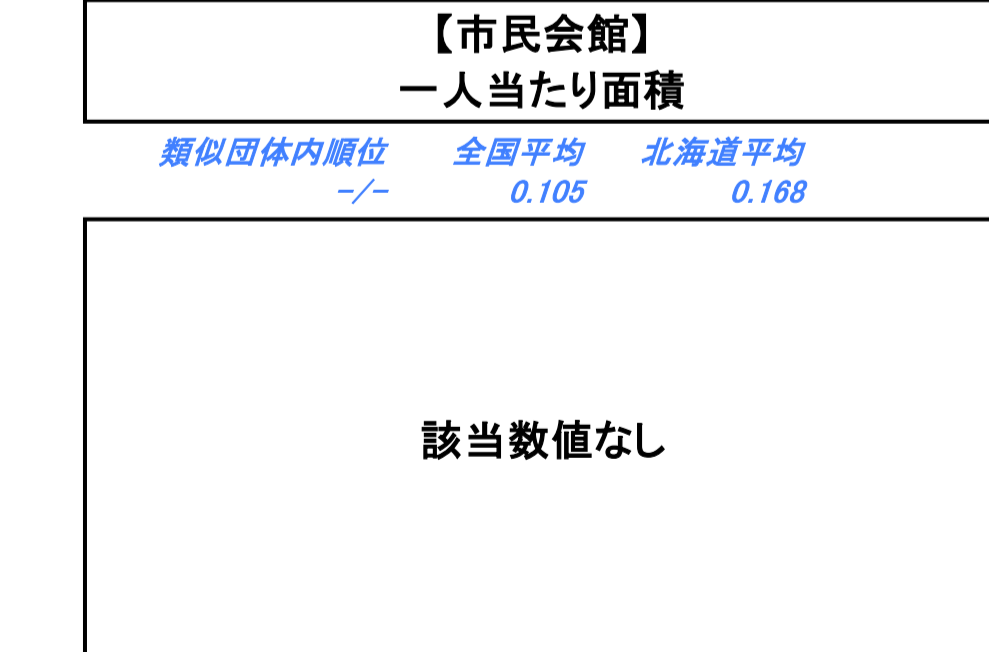 【市民会館】
一人当たり面積
類似団体内順位 全国平均 北海道平均
-/- 0.105 0.168
該当数値なし